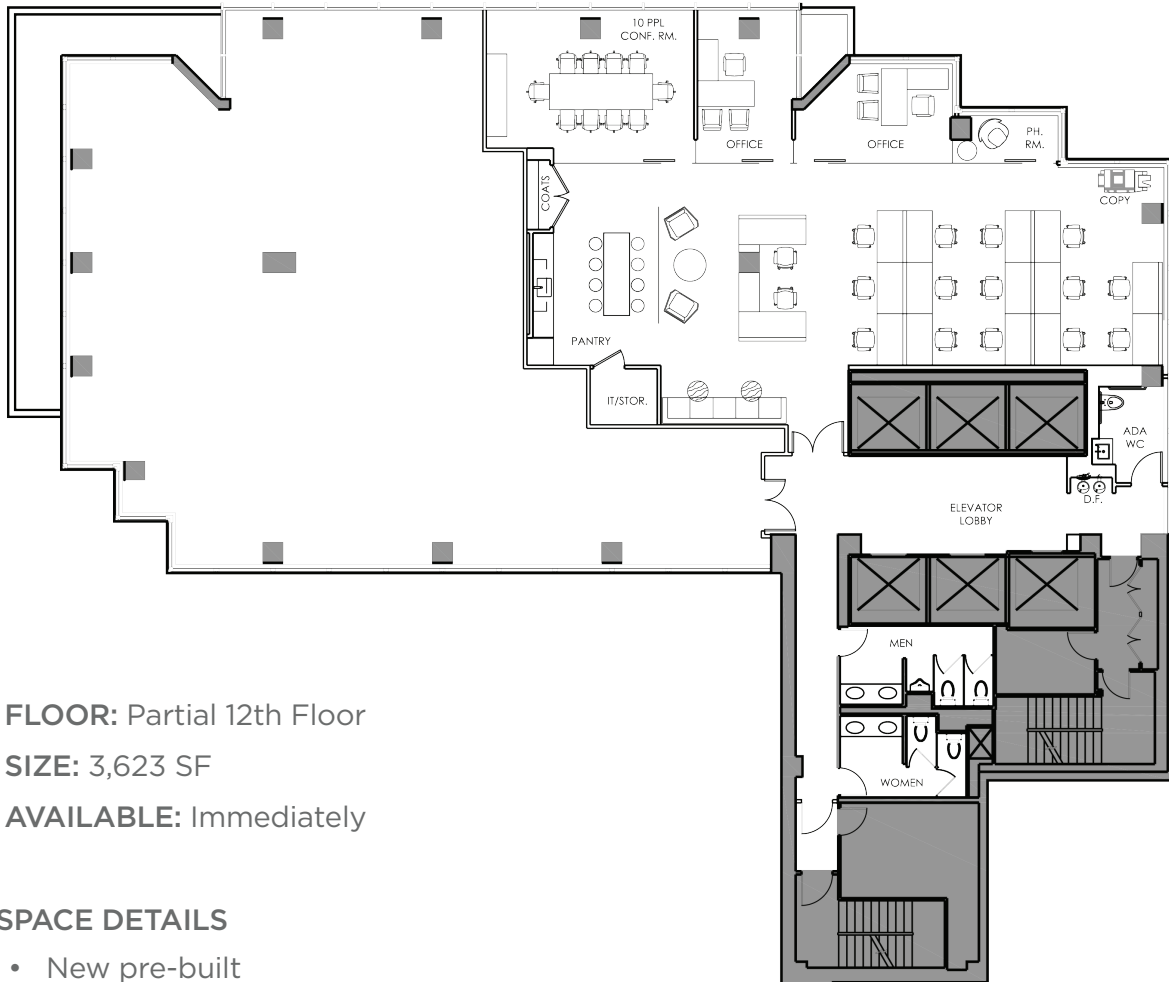 10 PPL
CONF. RM.
OFFICE
OFFICE
PH.
RM.
COATS
COPY
PANTRY
IT/STOR.
ADA
WC
D.F.
ELEVATOR
LOBBY
MEN
WOMEN
FLOOR: Partial 12th Floor
SIZE: 3,623 SF
AVAILABLE: Immediately
SPACE DETAILS
• New pre-built